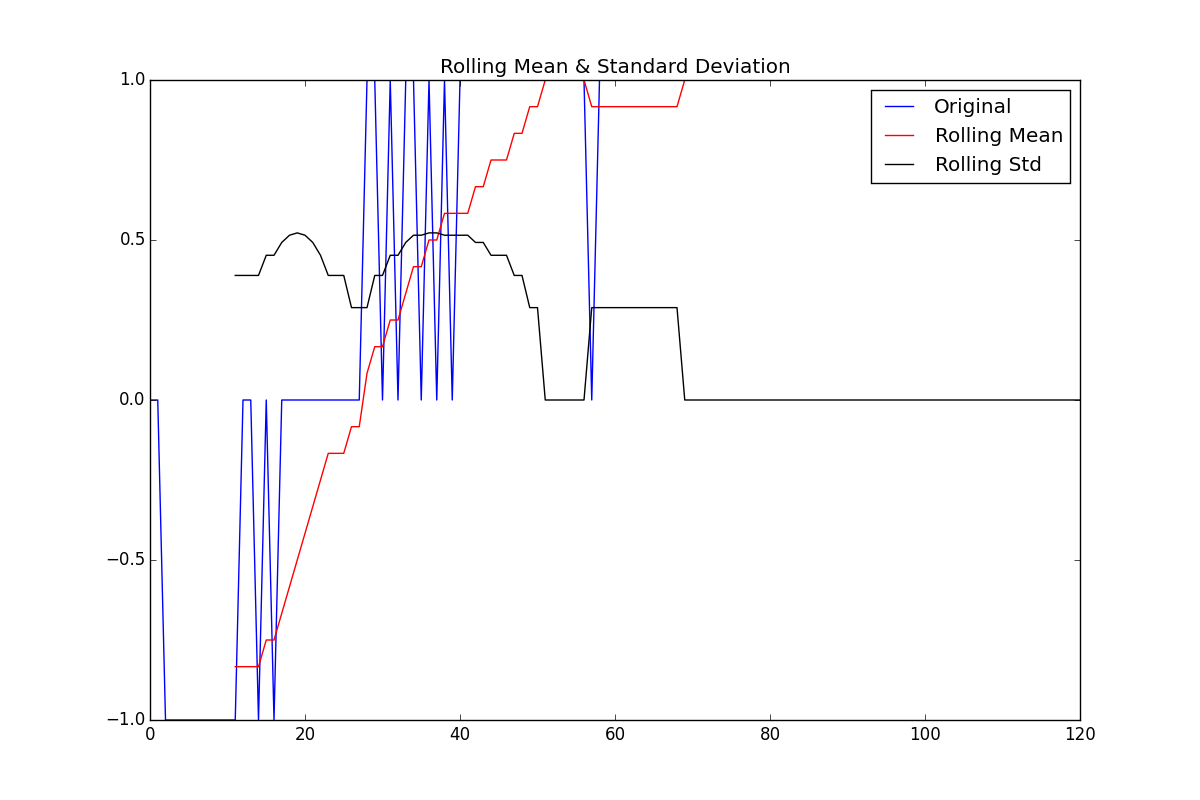 Rolling Mean & Standard Deviation
1.0
0.5
0.0
−0.5
−1.0
0 20 40 60 80 100 120
Original
Rolling Mean
Rolling Std